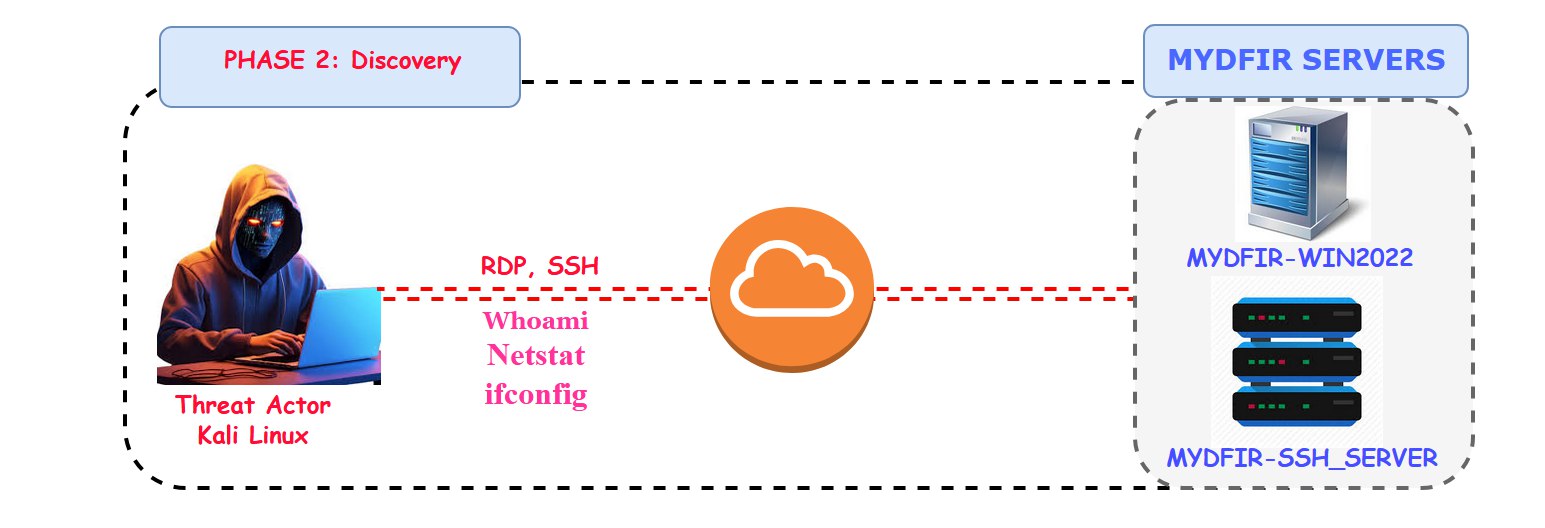 PHASE 2: Discovery
MYDFIR SERVERS
RDP, SSH
Whoami
Netstat
ifconfig
Threat Actor
Kali Linux
MYDFIR-WIN2022
MYDFIR-SSH_SERVER